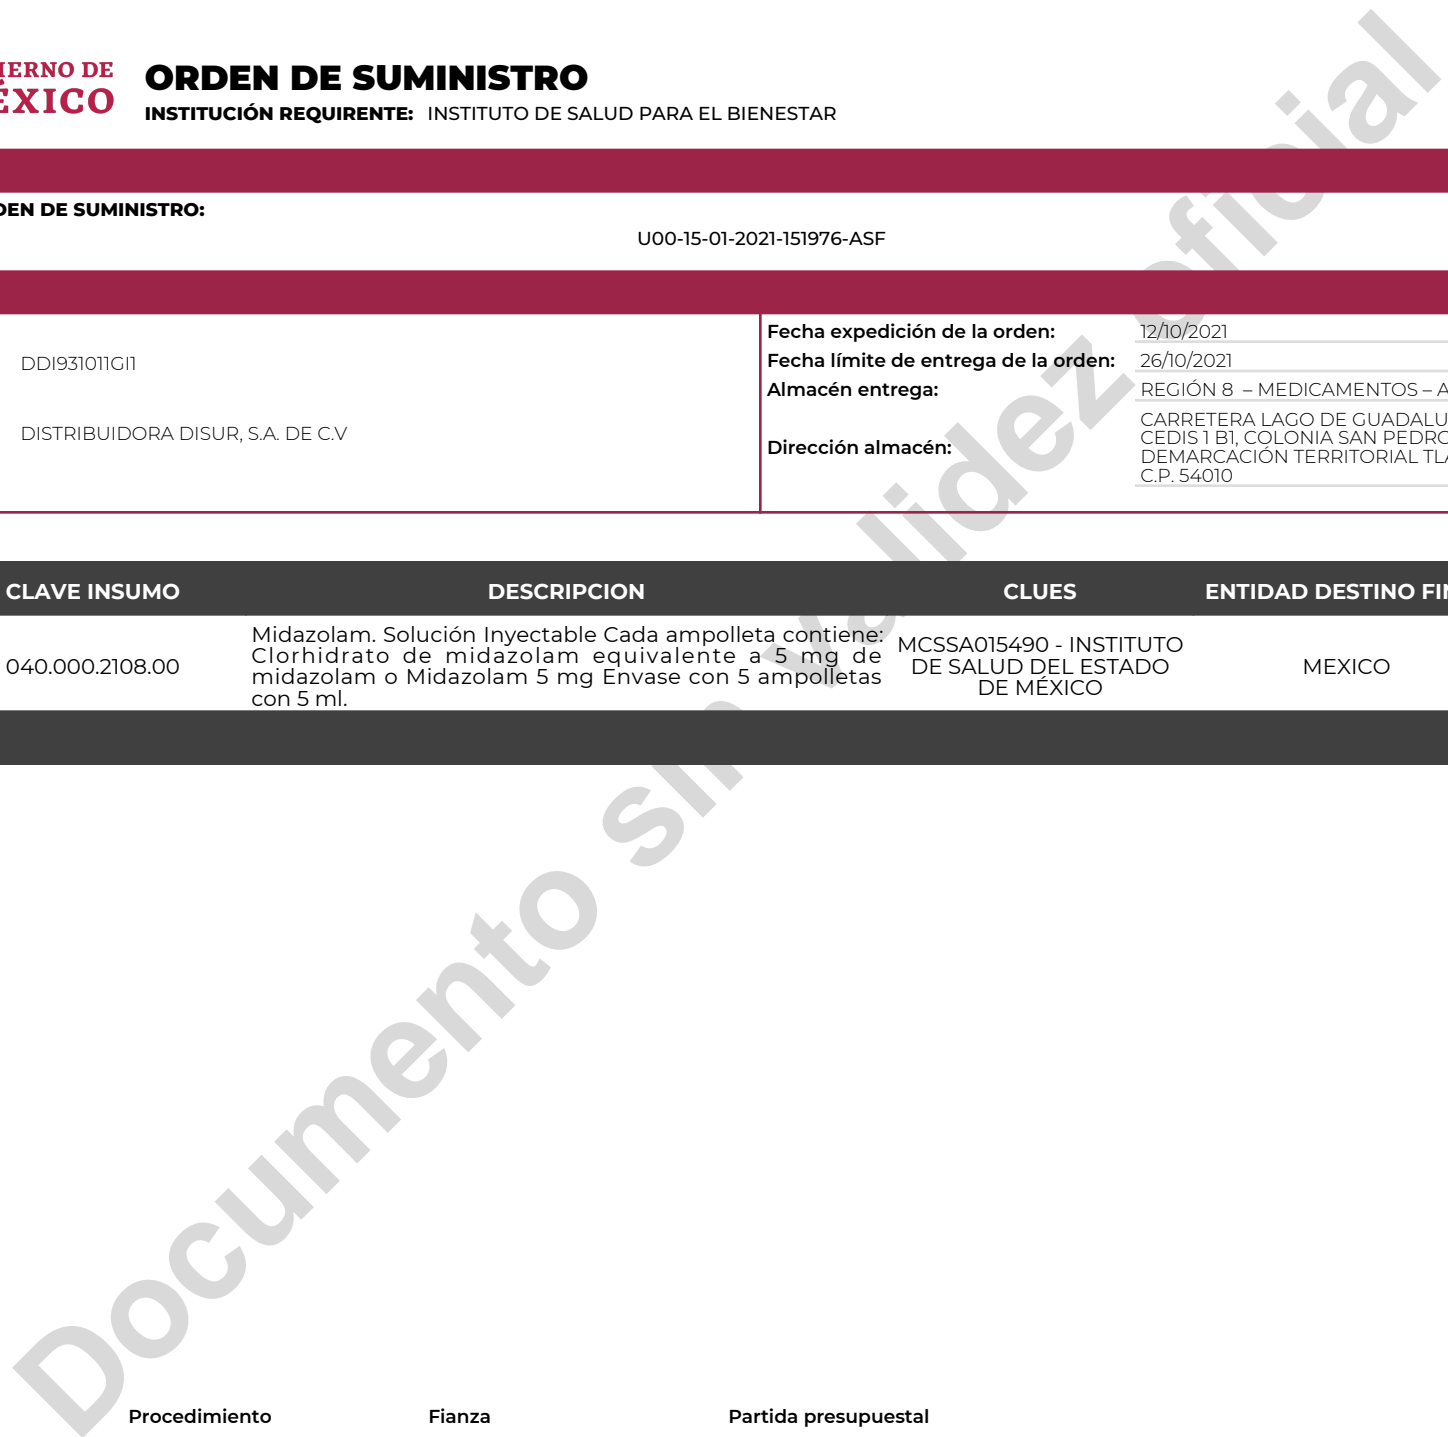 ORDEN DE SUMINISTRO
IERNO DE
ÉXICO
INSTITUCIÓN REQUIRENTE: INSTITUTO DE SALUD PARA EL BIENESTAR
DEN DE SUMINISTRO:
U00-15-01-2021-151976-ASF
DDI931011GI1
DISTRIBUIDORA DISUR, S.A. DE C.V
Fecha expedición de la orden: 12/10/2021
Fecha límite de entrega de la orden: 26/10/2021
Almacén entrega: REGIÓN 8 – MEDICAMENTOS – A
Dirección almacén:
CARRETERA LAGO DE GUADALU
CEDIS 1 B1, COLONIA SAN PEDRO
DEMARCACIÓN TERRITORIAL TLA
C.P. 54010
CLAVE INSUMO DESCRIPCION CLUES ENTIDAD DESTINO FIN
040.000.2108.00
Midazolam. Solución Inyectable Cada ampolleta contiene:
Clorhidrato de midazolam equivalente a 5 mg de
midazolam o Midazolam 5 mg Envase con 5 ampolletas
con 5 ml.
MCSSA015490 - INSTITUTO
DE SALUD DEL ESTADO
DE MÉXICO
MEXICO
Documento sin validez oficial
Procedimiento Fianza Partida presupuestal